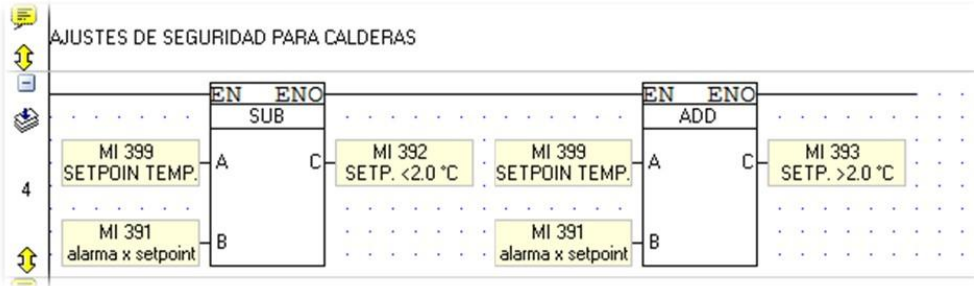 AJUSTES DE SEGURIDAD PARA CALDERAS
EN ENO
SUB
MI 399
SETPOIN TEMP.
A
C
MI 392
SETP. <2.0 °C
MI 391
alarma x setpoint
B
EN ENO
ADD
MI 399
SETPOIN TEMP.
A
C
MI 393
SETP. >2.0 °C
MI 391
alarma x setpoint
B
4